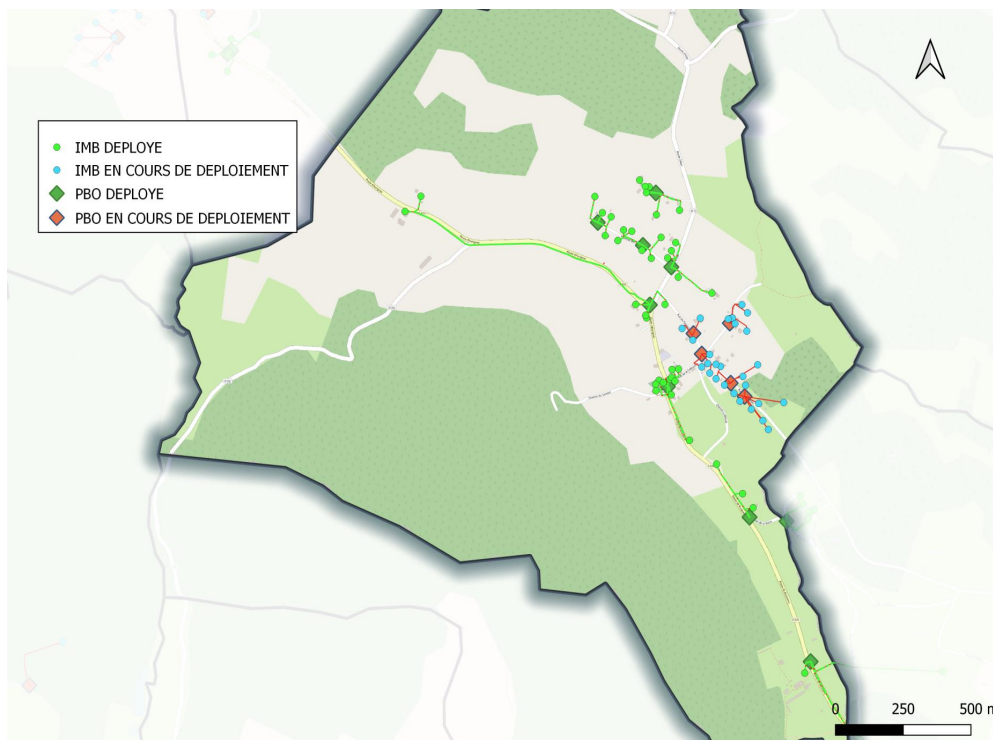 IMB DEPLOYE
IMB EN COURS DE DEPLOIEMENT
PBO DEPLOYE
PBO EN COURS DE DEPLOIEMENT
0 250 500 m